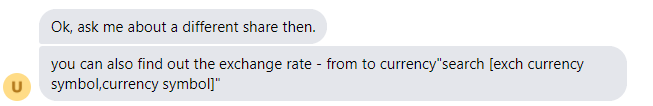 Ok, ask me about a different share then.
you can also find out the exchange rate - from to currency"search [exch currency
symbol,currency symbol]"
U